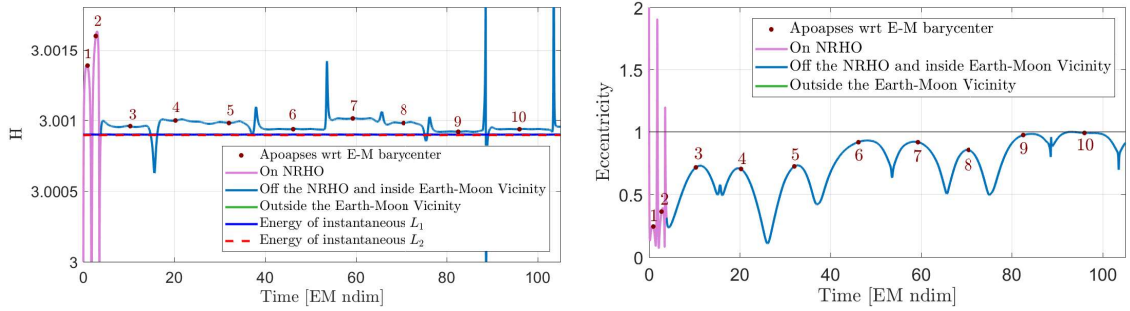 H
3.0015
3.001
3.0005
3
0
20
40
60
80
100
Time [EM ndim]
1
2
3
4
5
6
7
8
9
10
Apoapses wrt E-M barycenter
On NRHO
Off the NRHO and inside Earth-Moon Vicinity
Outside the Earth-Moon Vicinity
Energy of instantaneous L₁
Energy of instantaneous L₂
Eccentricity
2
1.5
1
0.5
0
0
20
40
60
80
100
Time [EM ndim]
1
2
3
4
5
6
7
8
9
10
Apoapses wrt E-M barycenter
On NRHO
Off the NRHO and inside Earth-Moon Vicinity
Outside the Earth-Moon Vicinity